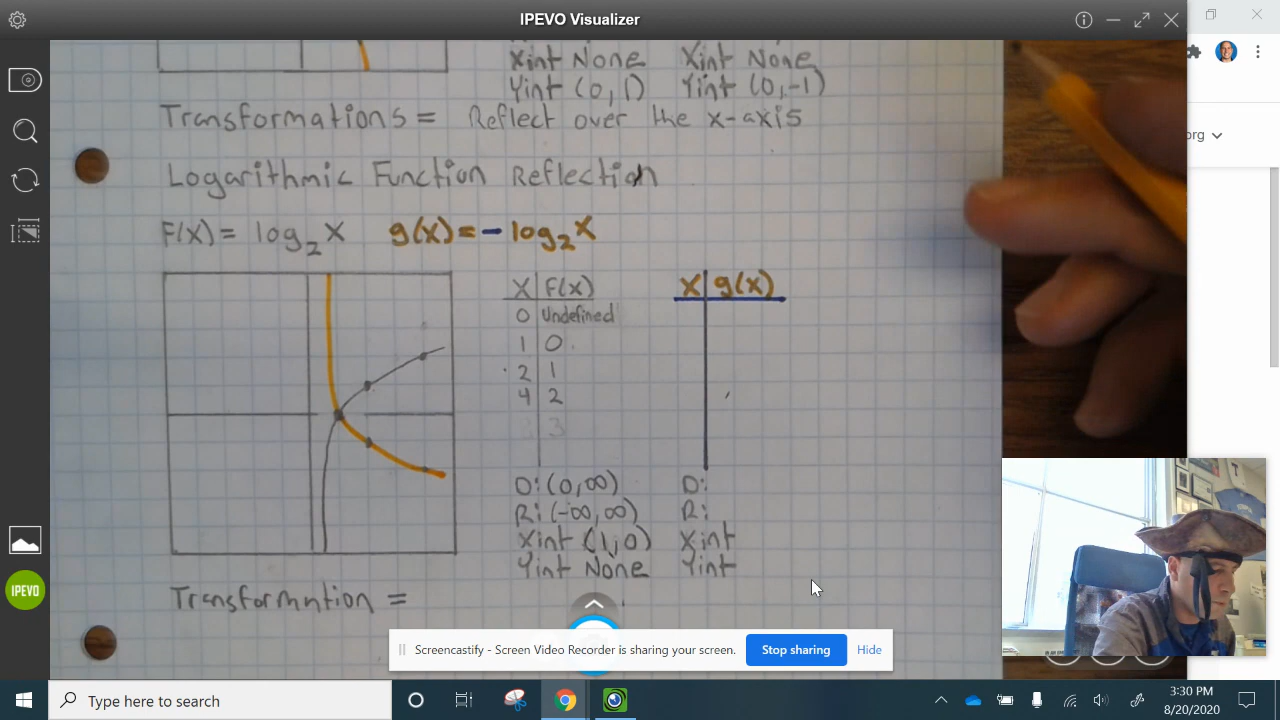 IPEVO Visualizer
Xint None Xint None
Yint (0,1) Yint (0,-1)
Transformations = Reflect over the x-axis
Logarithmic Function Reflection
F(x)= log₂X g(x)=-log₂X
X F(x) X g(x)
0 Undefined
1 0
2 1
4 2
3
D: (0,∞) D:
R: (-∞,∞) R:
Xint (1,0) Xint
Yint None Yint
Transformation =
org
IPEVO
Screencastify - Screen Video Recorder is sharing your screen. Stop sharing Hide
Type here to search
3:30 PM
8/20/2020